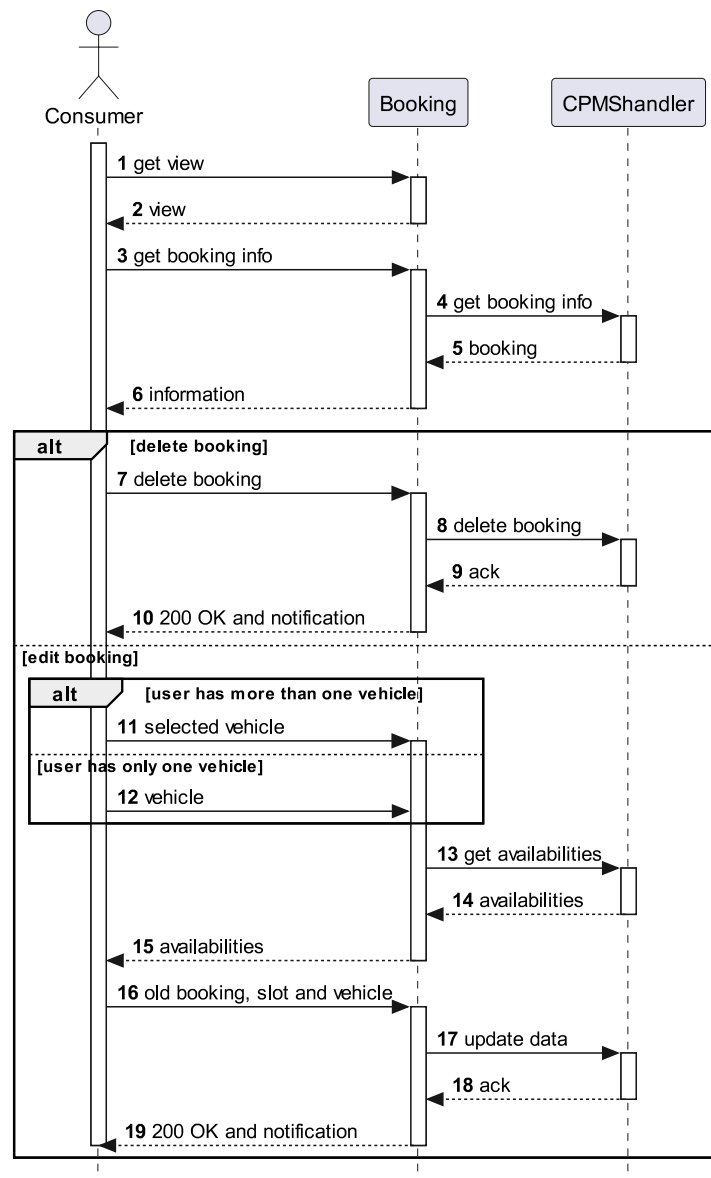 Consumer
Booking
CPMShandler
1 get view
2 view
3 get booking info
4 get booking info
5 booking
6 information
alt [delete booking]
7 delete booking
8 delete booking
9 ack
10 200 OK and notification
[edit booking]
alt [user has more than one vehicle]
11 selected vehicle
[user has only one vehicle]
12 vehicle
13 get availabilities
14 availabilities
15 availabilities
16 old booking, slot and vehicle
17 update data
18 ack
19 200 OK and notification